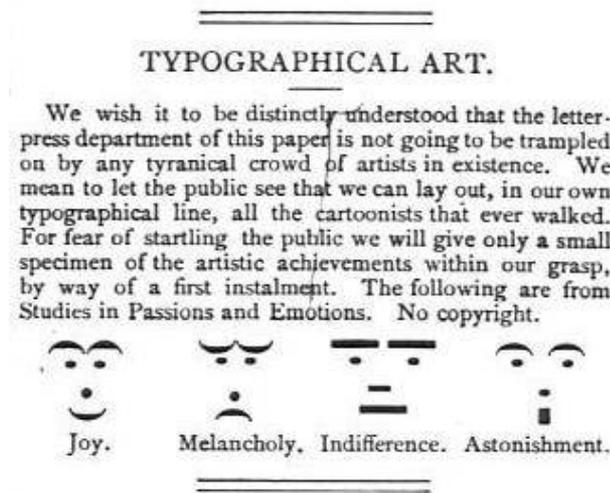 TYPOGRAPHICAL ART.
We wish it to be distinctly understood that the letter-
press department of this paper is not going to be trampled
on by any tyranical crowd of artists in existence. We
mean to let the public see that we can lay out, in our own
typographical line, all the cartoonists that ever walked.
For fear of startling the public we will give only a small
specimen of the artistic achievements within our grasp,
by way of a first instalment. The following are from
Studies in Passions and Emotions. No copyright.
Joy. Melancholy. Indifference. Astonishment.